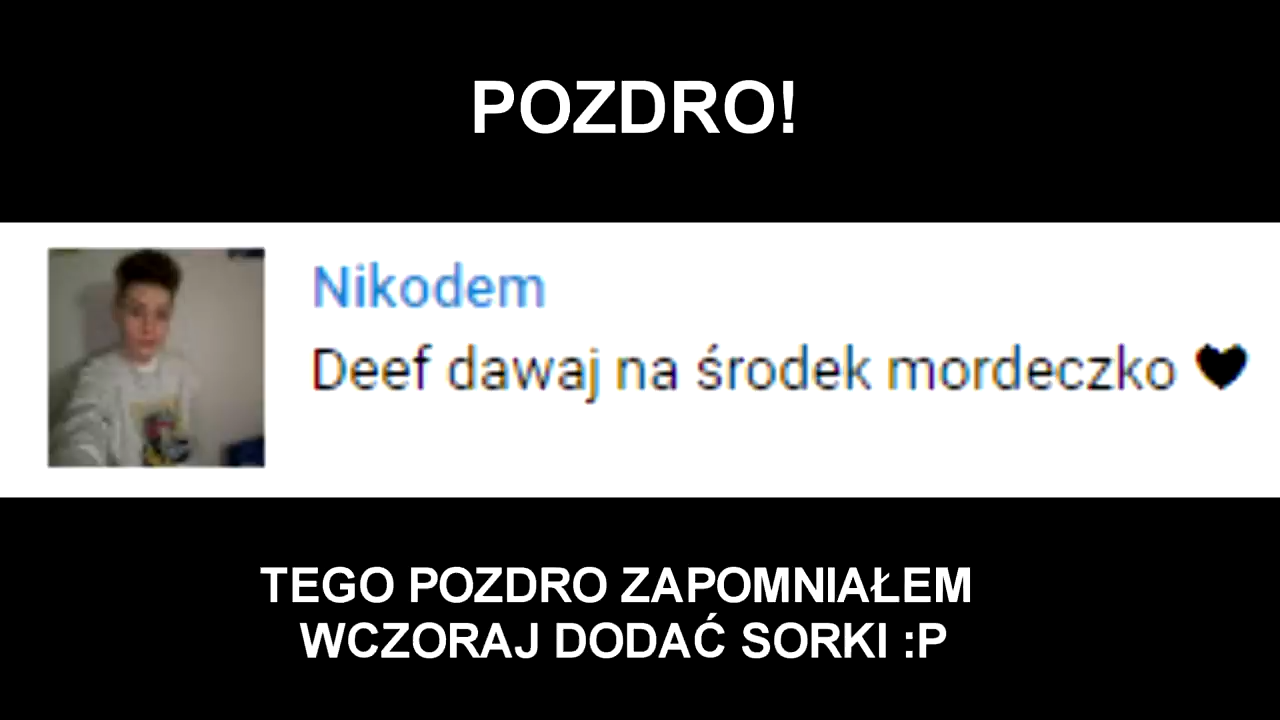 POZDRO!
Nikodem
Deef dawaj na środek mordeczko ♥
TEGO POZDRO ZAPOMNIAŁEM
WCZORAJ DODAĆ SORKI :P